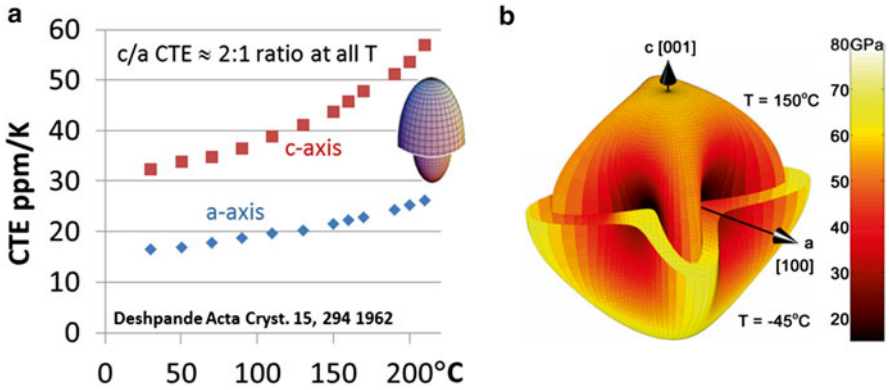 a
60
50
40
30
20
10
0
CTE ppm/K
c/a CTE ≈ 2:1 ratio at all T
c-axis
a-axis
Deshpande Acta Cryst. 15, 294 1962
0 50 100 150 200°C
b
c [001]
T = 150°C
a
[100]
T = -45°C
80GPa
70
60
50
40
30
20